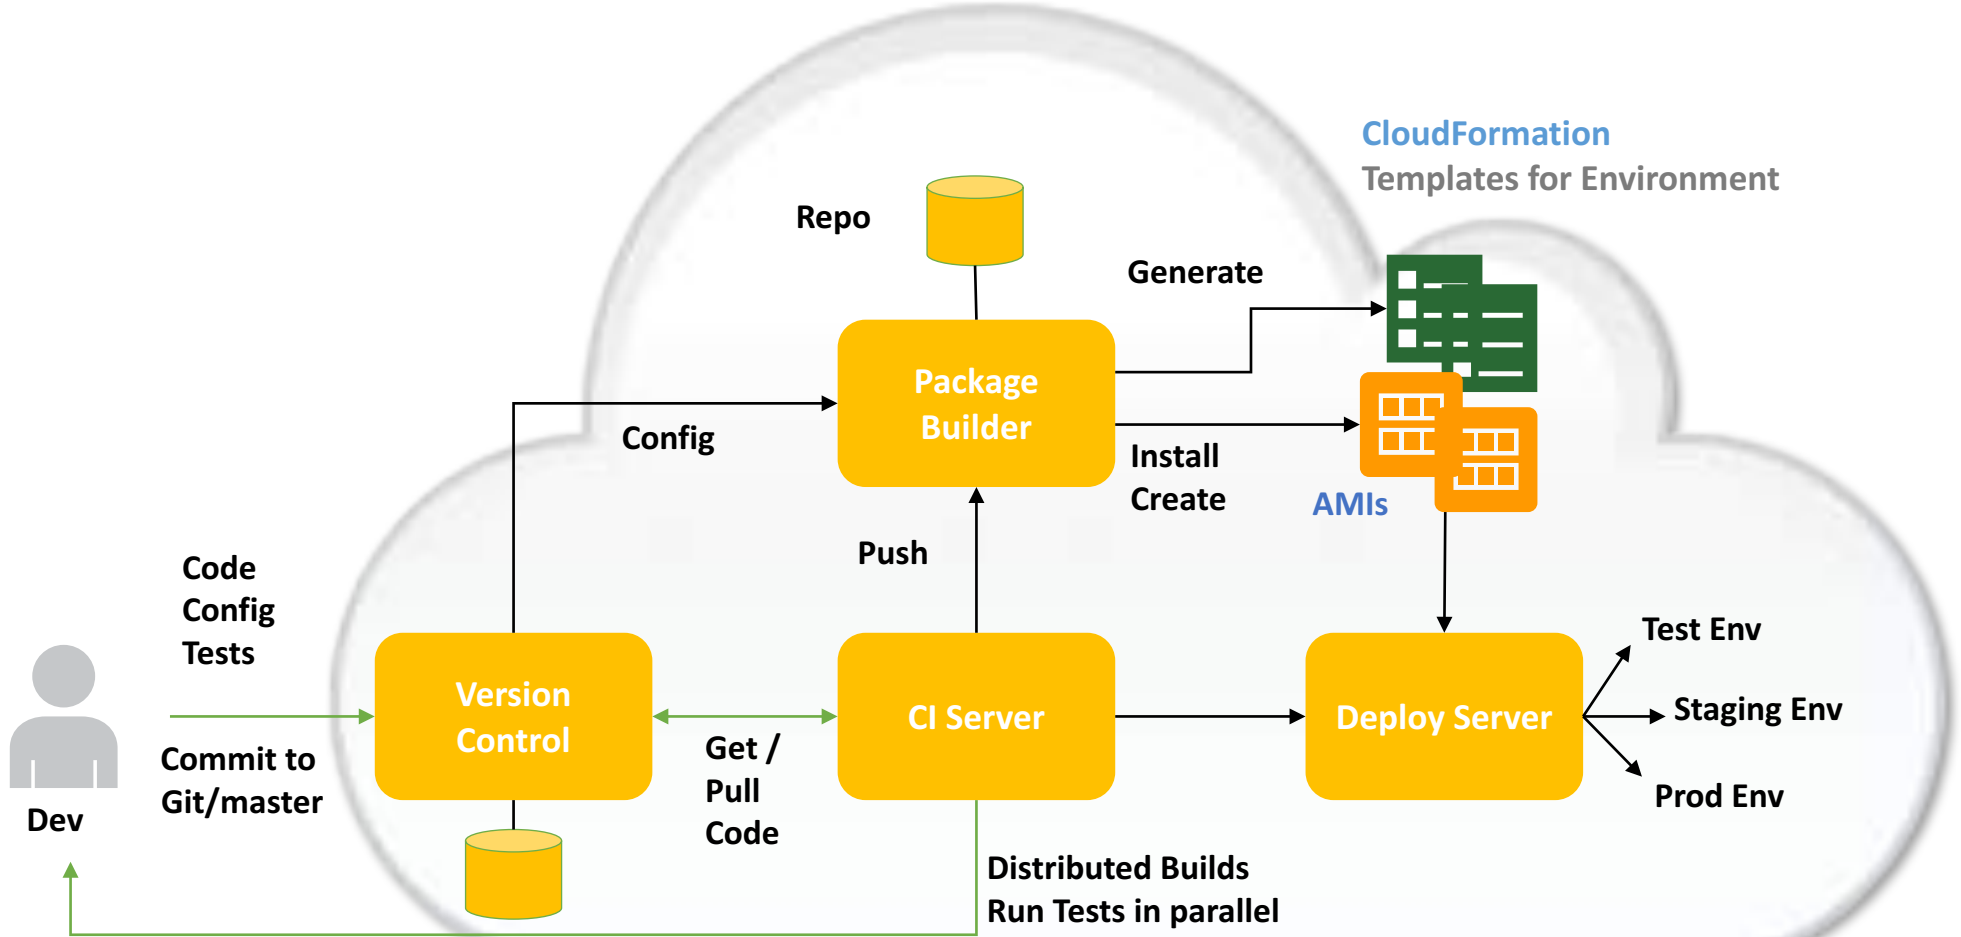 CloudFormation
Templates for Environment
Repo
Generate
Package
Builder
Config
Install
Create
AMIs
Push
Code
Config
Tests
Version
Control
CI Server
Deploy Server
Test Env
Staging Env
Prod Env
Commit to
Git/master
Get /
Pull
Code
Dev
Distributed Builds
Run Tests in parallel